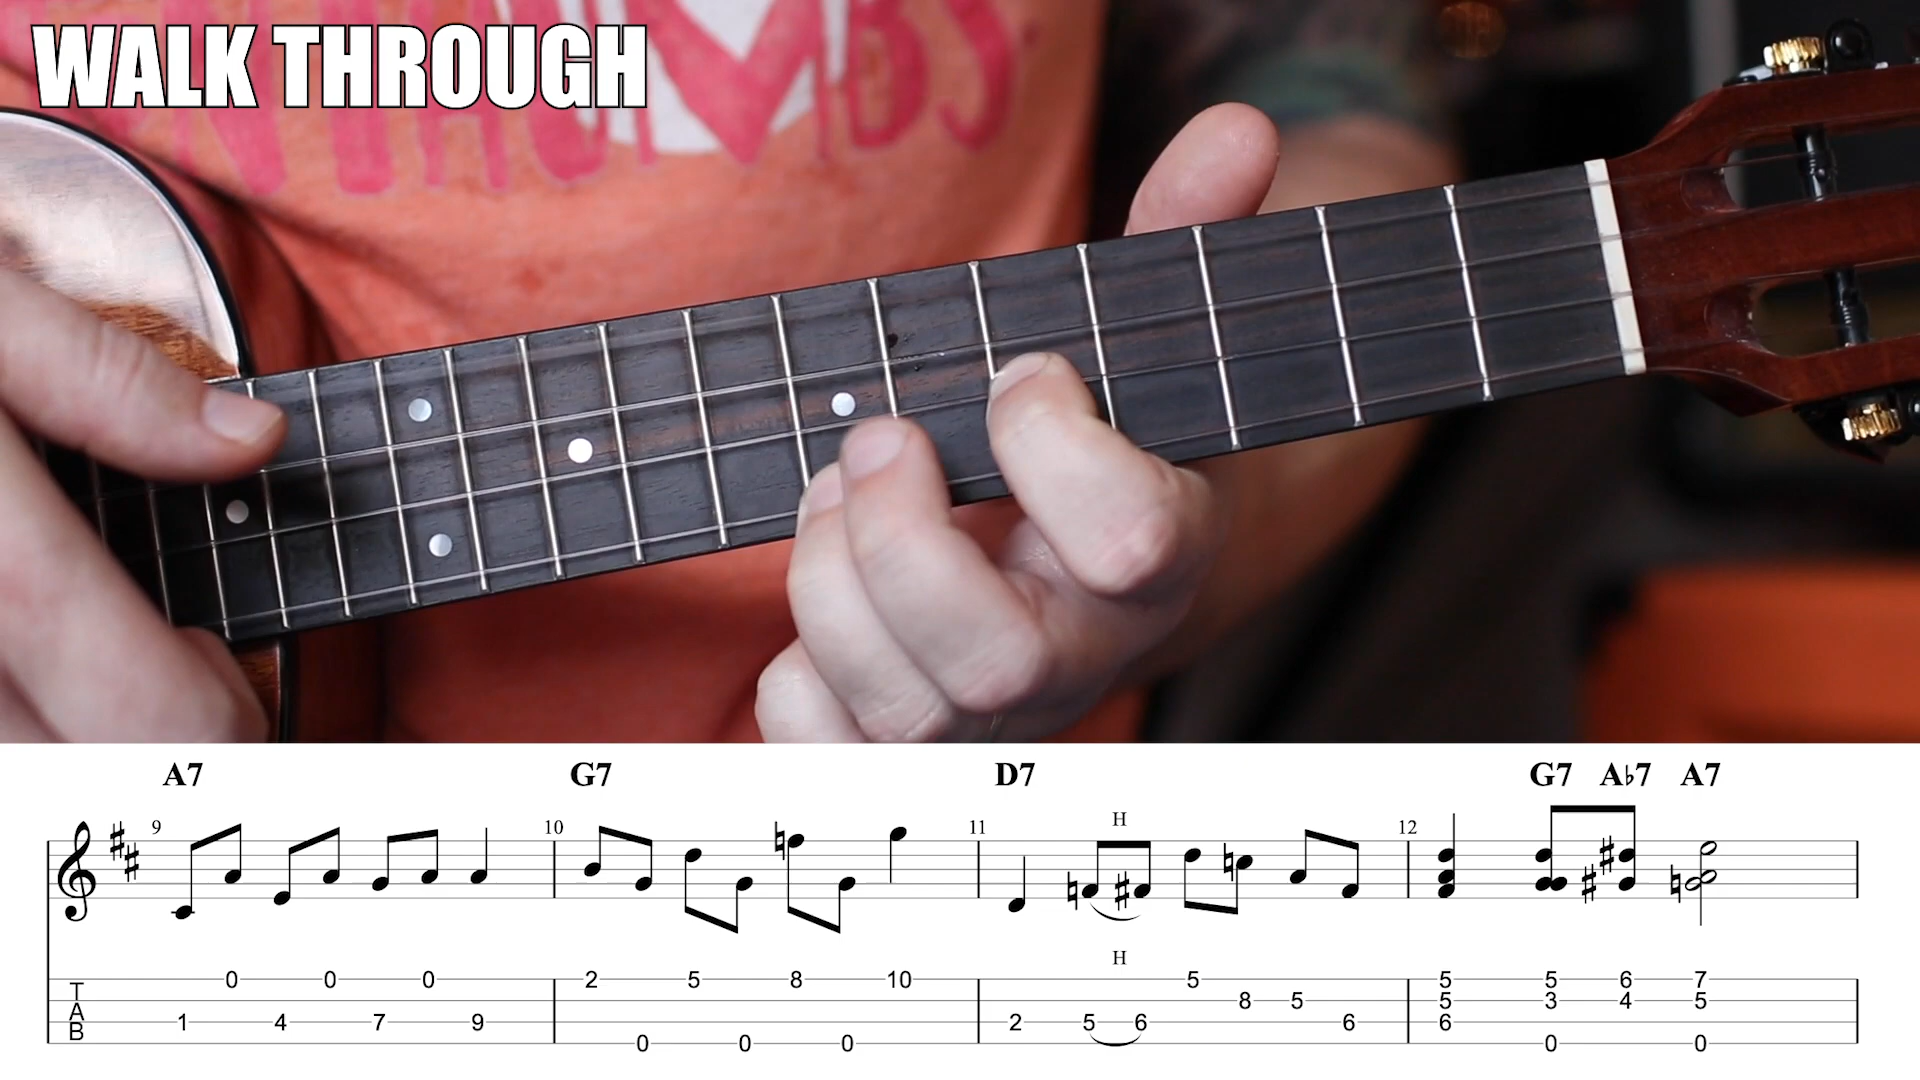 WALK THROUGH
A7 G7 D7 G7 A♭7 A7
9 10 11 H 12
H
0 0 0 2 5 8 10 5 5 5 6 7
T 8 5 5 3 4 5
A 1 4 7 9 2 5 6 6 6
B 0 0 0 0 0